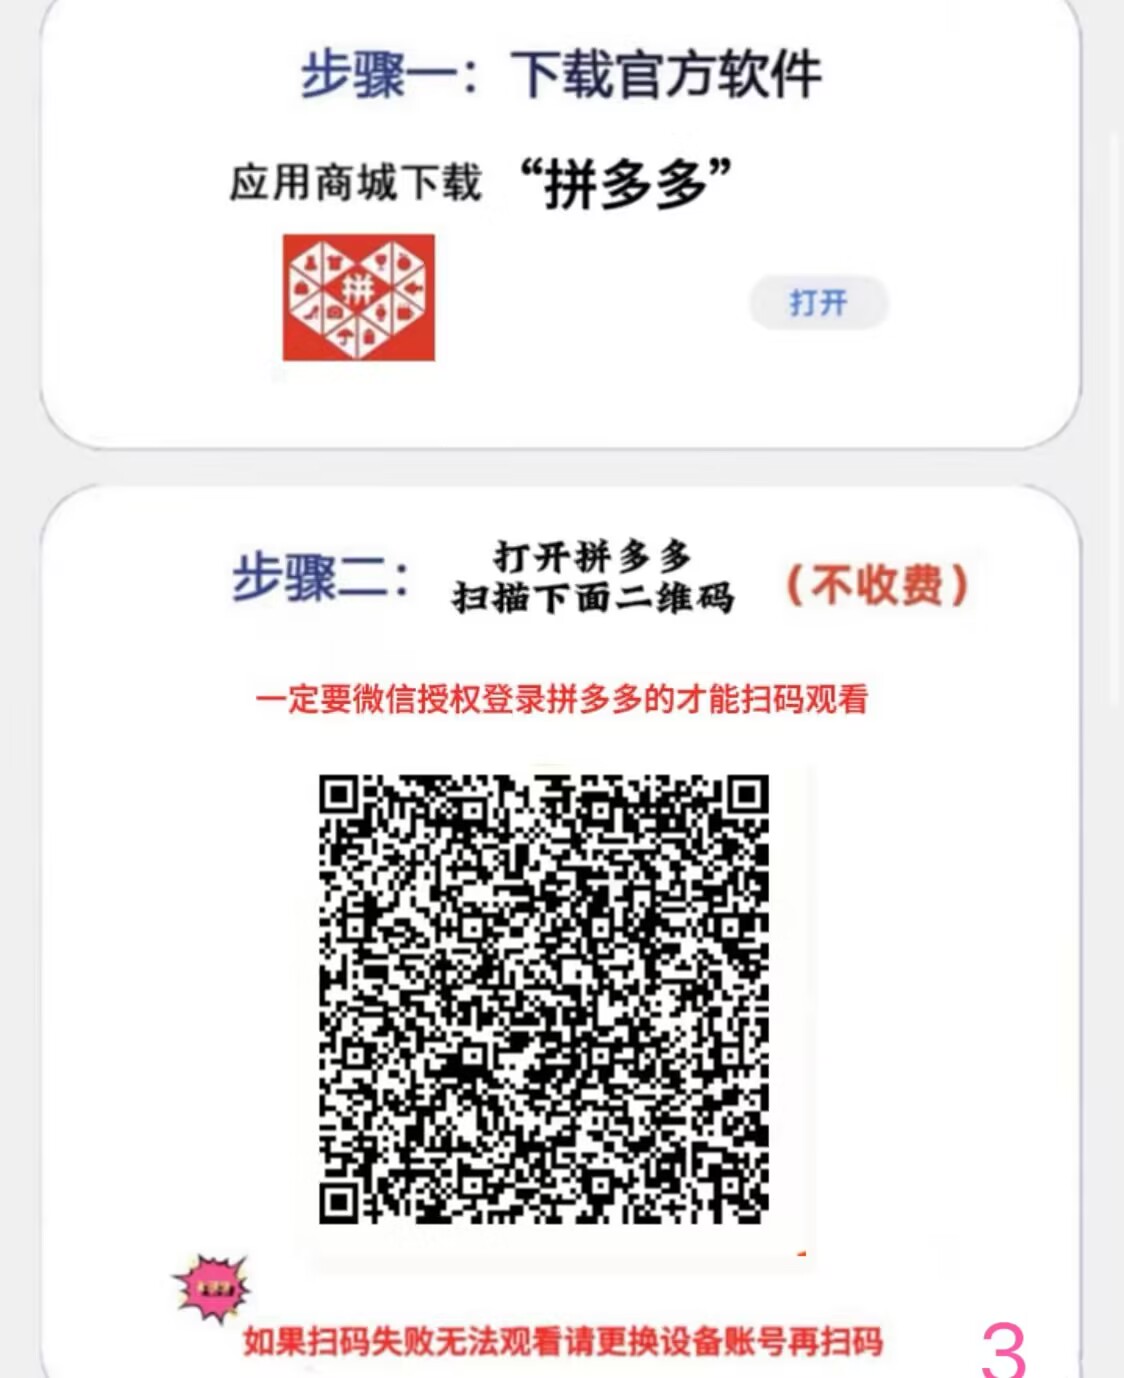 步骤一：下载官方软件
应用商城下载 “拼多多”
拼
打开
步骤二：
打开拼多多
扫描下面二维码
（不收费）
一定要微信授权登录拼多多的才能扫码观看
如果扫码失败无法观看请更换设备账号再扫码
3